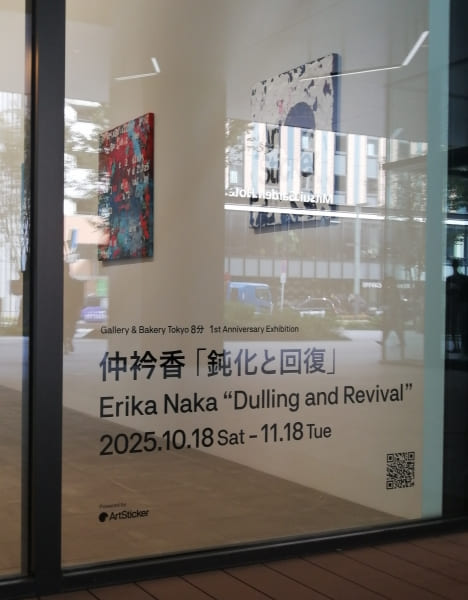 Gallery & Bakery Tokyo 8分 1st Anniversary Exhibition
仲衿香「鈍化と回復」
Erika Naka “Dulling and Revival”
2025.10.18 Sat – 11.18 Tue
Powered by
ArtSticker